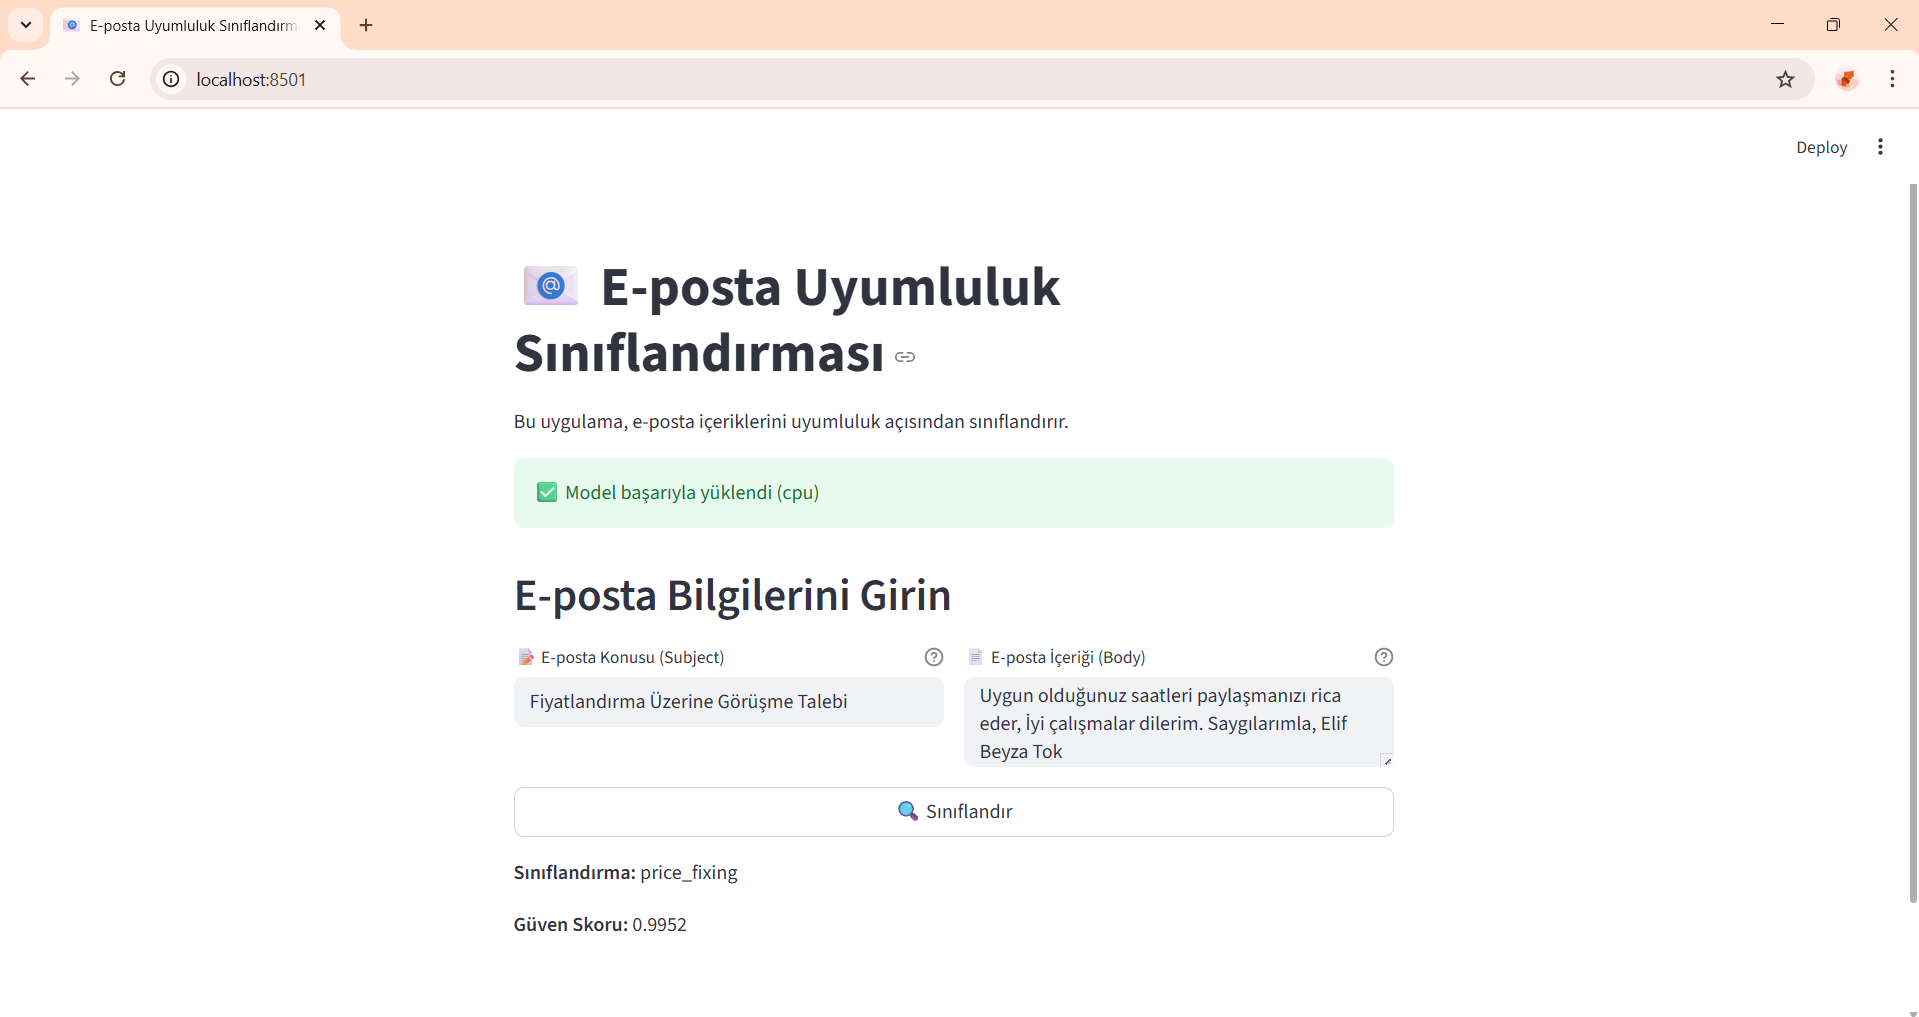 E-posta Uyumluluk Sınıflandırm
localhost:8501
Deploy
E-posta Uyumluluk
Sınıflandırması
Bu uygulama, e-posta içeriklerini uyumluluk açısından sınıflandırır.
Model başarıyla yüklendi (cpu)
E-posta Bilgilerini Girin
E-posta Konusu (Subject)
Fiyatlandırma Üzerine Görüşme Talebi
E-posta İçeriği (Body)
Uygun olduğunuz saatleri paylaşmanızı rica
eder, İyi çalışmalar dilerim. Saygılarımla, Elif
Beyza Tok
Sınıflandır
Sınıflandırma: price_fixing
Güven Skoru: 0.9952